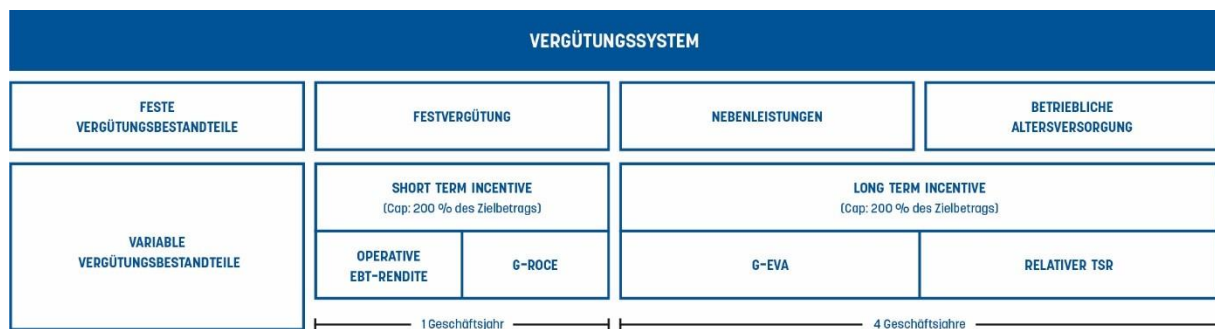 VERGÜTUNGSSYSTEM
FESTE
VERGÜTUNGSBESTANDTEILE
FESTVERGÜTUNG
NEBENLEISTUNGEN
BETRIEBLICHE
ALTERSVERSORGUNG
VARIABLE
VERGÜTUNGSBESTANDTEILE
SHORT TERM INCENTIVE
(Cap: 200 % des Zielbetrags)
OPERATIVE
EBT-RENDITE
G-ROCE
1 Geschäftsjahr
LONG TERM INCENTIVE
(Cap: 200 % des Zielbetrags)
G-EVA
RELATIVER TSR
4 Geschäftsjahre